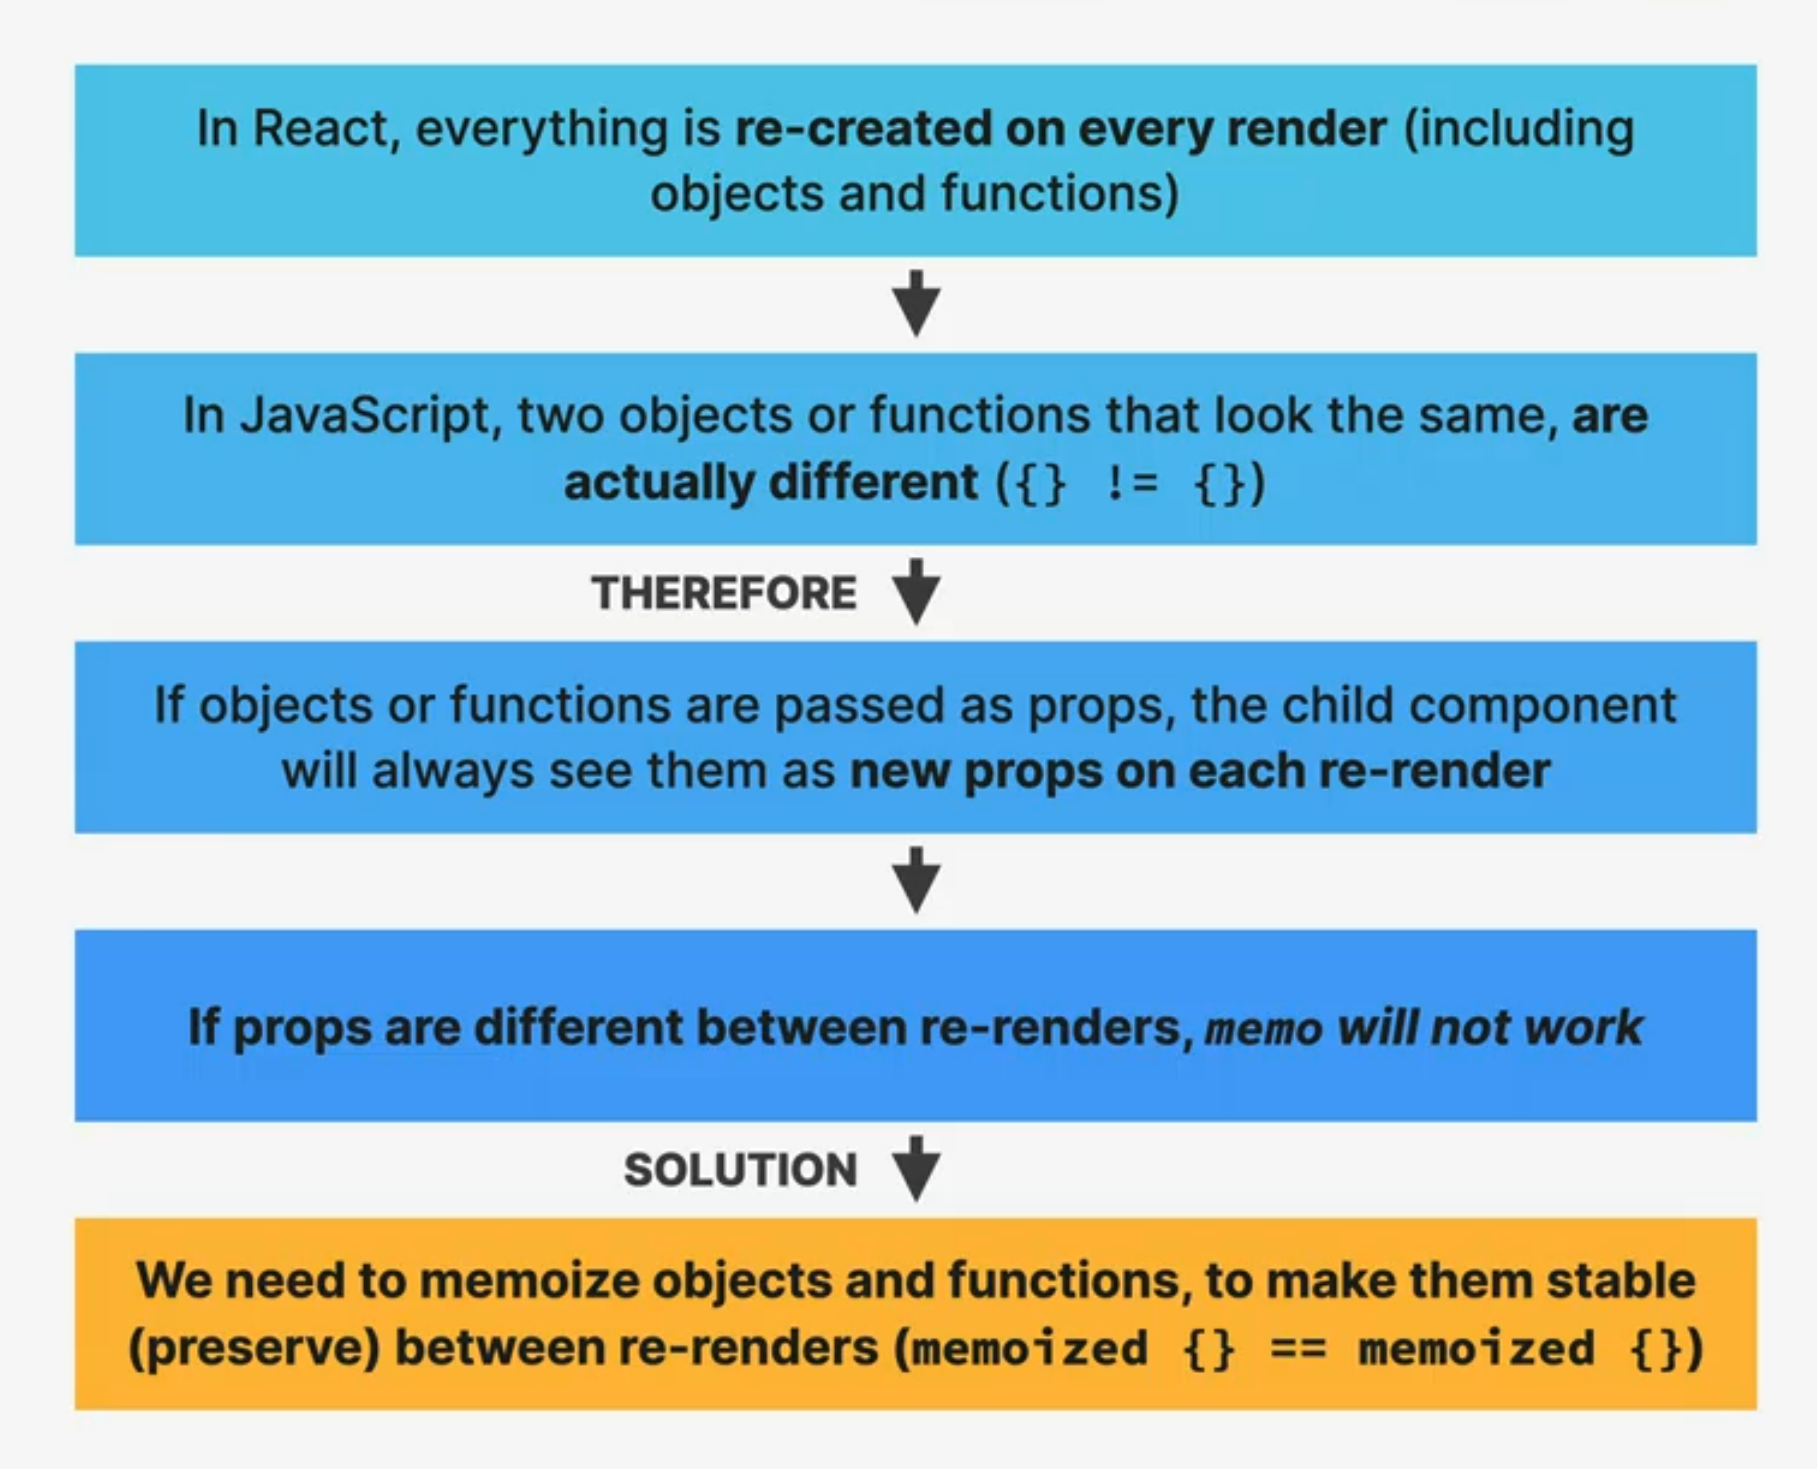 In React, everything is re-created on every render (including
objects and functions)
In JavaScript, two objects or functions that look the same, are
actually different ({} != {})
THEREFORE
If objects or functions are passed as props, the child component
will always see them as new props on each re-render
If props are different between re-renders, memo will not work
SOLUTION
We need to memoize objects and functions, to make them stable
(preserve) between re-renders (memoized {} == memoized {})